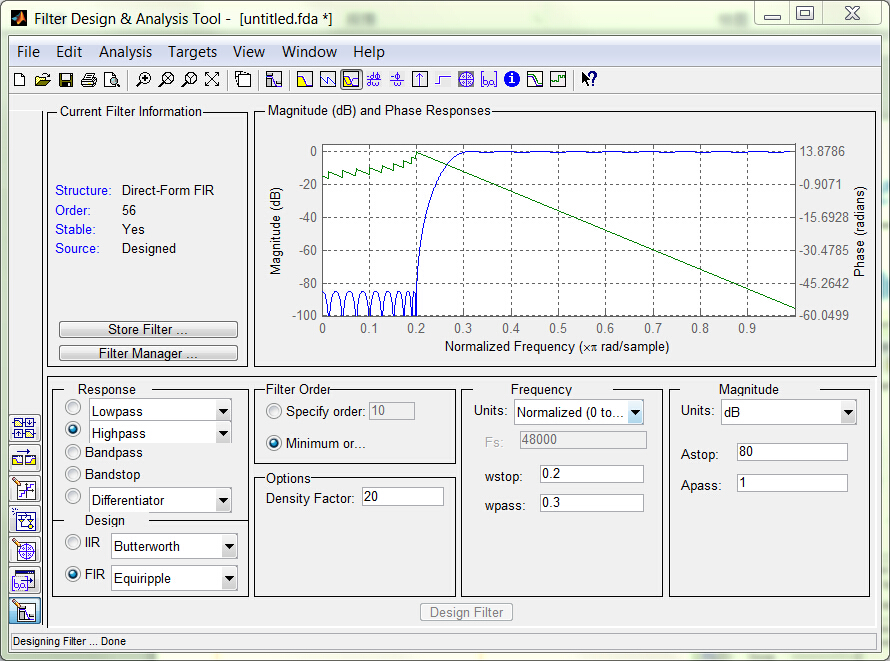 Filter Design & Analysis Tool - [untitled.fda *]
File Edit Analysis Targets View Window Help
Current Filter Information
Structure: Direct-Form FIR
Order: 56
Stable: Yes
Source: Designed
Store Filter ...
Filter Manager ...
Magnitude (dB) and Phase Responses
Magnitude (dB)
0
-20
-40
-60
-80
-100
0 0.1 0.2 0.3 0.4 0.5 0.6 0.7 0.8 0.9
Normalized Frequency (×π rad/sample)
13.8786
-0.9071
-15.6928
-30.4785
-45.2642
-60.0499
Phase (radians)
Response
Lowpass
Highpass
Bandpass
Bandstop
Differentiator
Design
IIR Butterworth
FIR Equiripple
Filter Order
Specify order: 10
Minimum or...
Options
Density Factor: 20
Frequency
Units: Normalized (0 to...
Fs: 48000
wstop: 0.2
wpass: 0.3
Magnitude
Units: dB
Astop: 80
Apass: 1
Design Filter
Designing Filter ... Done